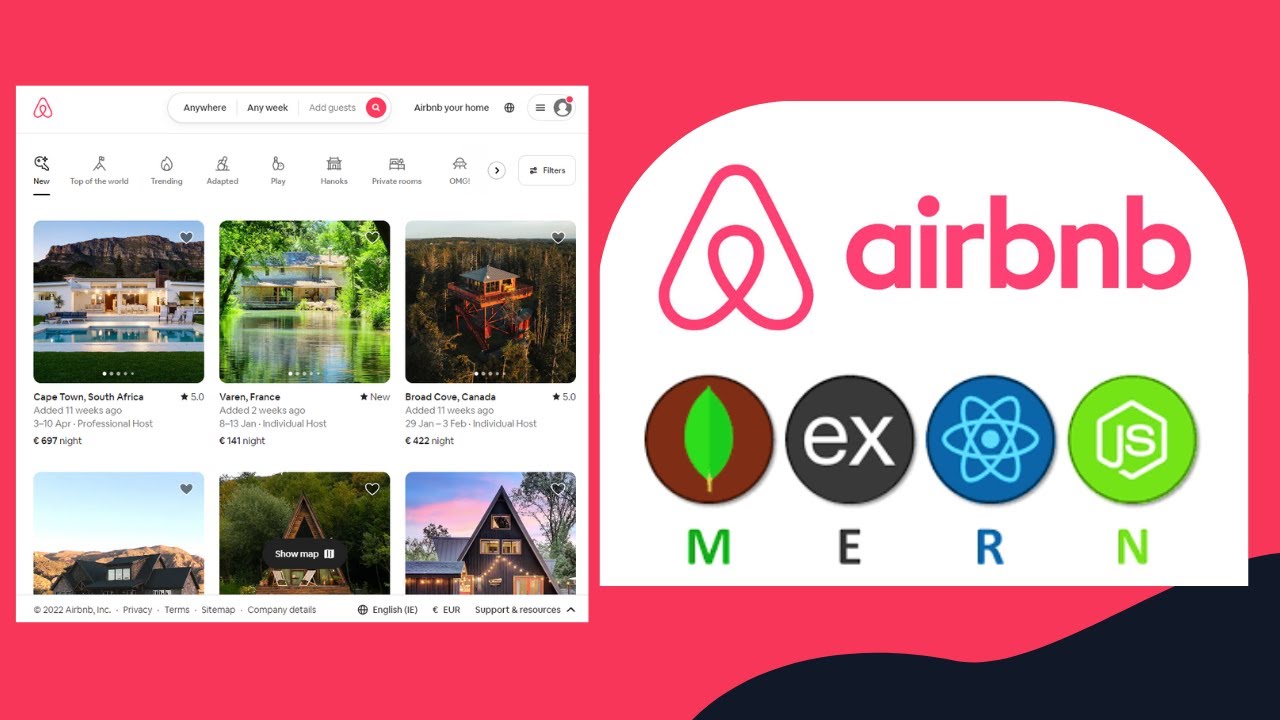 Anywhere Any week Add guests Airbnb your home
New Top of the world Trending Adapted Play Hanoks Private rooms OMG! Filters
Cape Town, South Africa ★ 5.0
Added 11 weeks ago
3–10 Apr · Professional Host
€ 697 night
Varen, France ★ New
Added 2 weeks ago
8–13 Jan · Individual Host
€ 141 night
Broad Cove, Canada ★ 5.0
Added 11 weeks ago
29 Jan – 3 Feb · Individual Host
€ 422 night
Show map
© 2022 Airbnb, Inc. · Privacy · Terms · Sitemap · Company details English (IE) € EUR Support & resources
airbnb
ex JS
M E R N